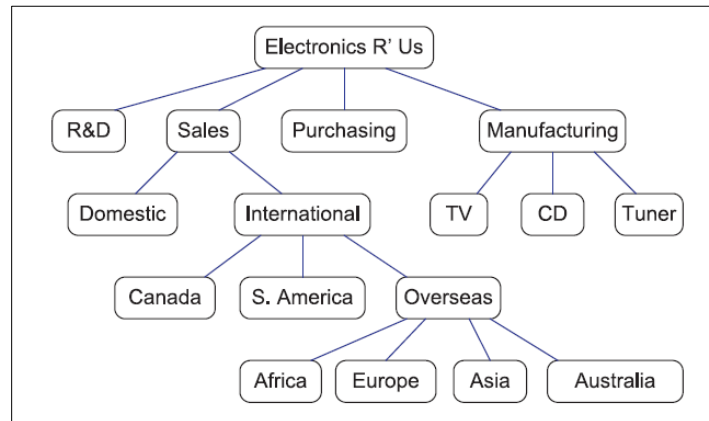 Electronics R' Us
R&D Sales Purchasing Manufacturing
Domestic International TV CD Tuner
Canada S. America Overseas
Africa Europe Asia Australia